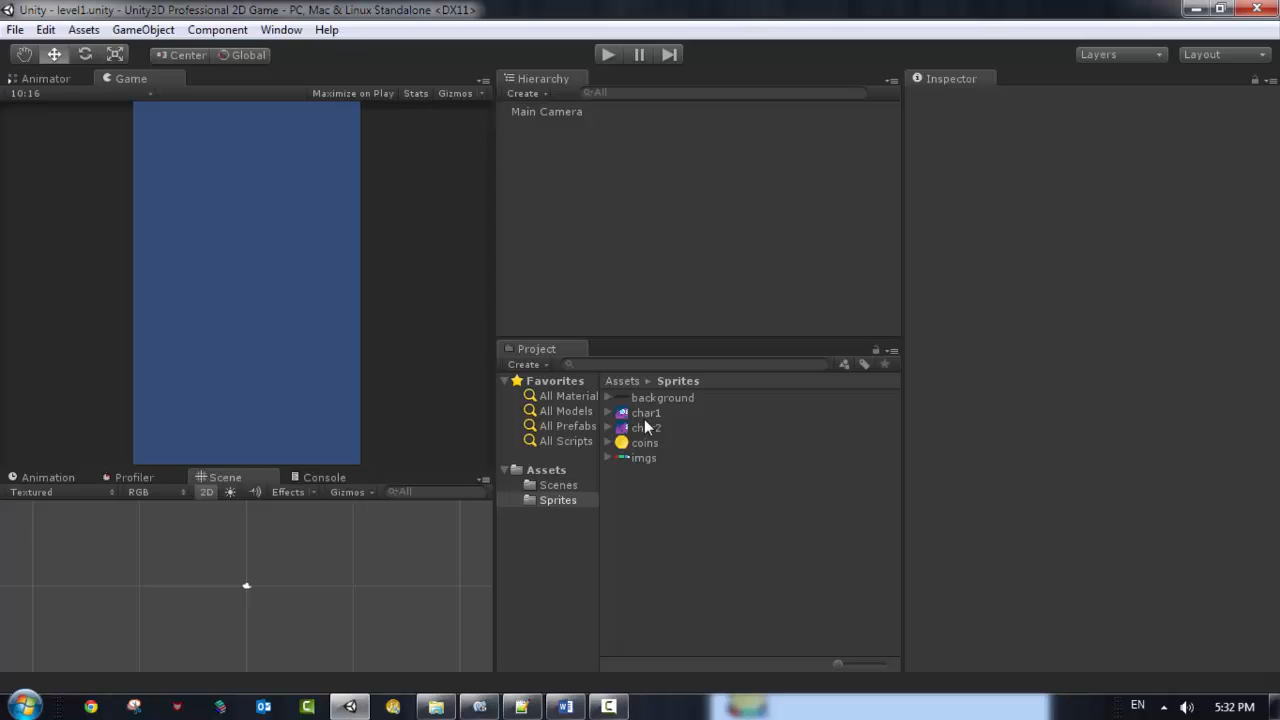 Unity - level1.unity - Unity3D Professional 2D Game - PC, Mac & Linux Standalone <DX11>
File Edit Assets GameObject Component Window Help
Center Global Layers Layout
Animator Game
10:16 Maximize on Play Stats Gizmos
Hierarchy
Create All
Main Camera
Inspector
Project
Create
Favorites
All Material
All Models
All Prefabs
All Scripts
Assets
Scenes
Sprites
Assets Sprites
background
char1
char2
coins
imgs
Animation Profiler Scene Console
Textured RGB 2D Effects Gizmos All
EN 5:32 PM